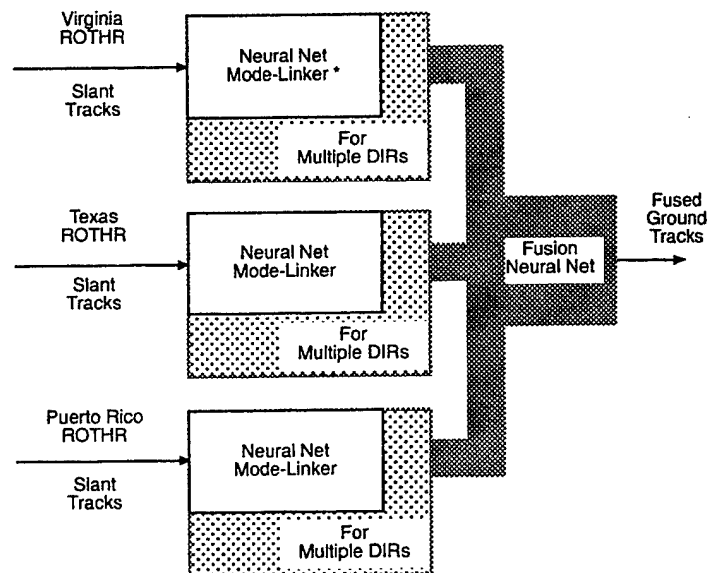 Virginia
ROTHR
Slant
Tracks
Neural Net
Mode-Linker *
For
Multiple DIRs
Texas
ROTHR
Slant
Tracks
Neural Net
Mode-Linker
For
Multiple DIRs
Puerto Rico
ROTHR
Slant
Tracks
Neural Net
Mode-Linker
For
Multiple DIRs
Fusion
Neural Net
Fused
Ground
Tracks